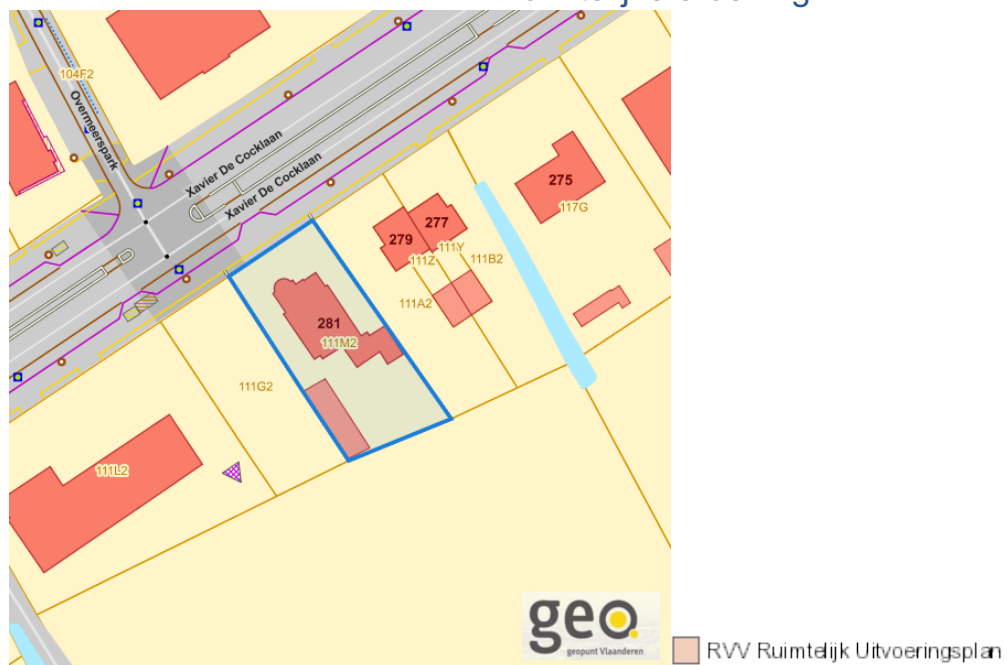 104F2
Overmeerspark
Xavier De Cocklaan
Xavier De Cocklaan
275
117G
277
279
111Y
111Z
111B2
111A2
281
111M2
111G2
111L2
geo
geopunt Vlaanderen
RVV Ruimtelijk Uitvoeringsplan